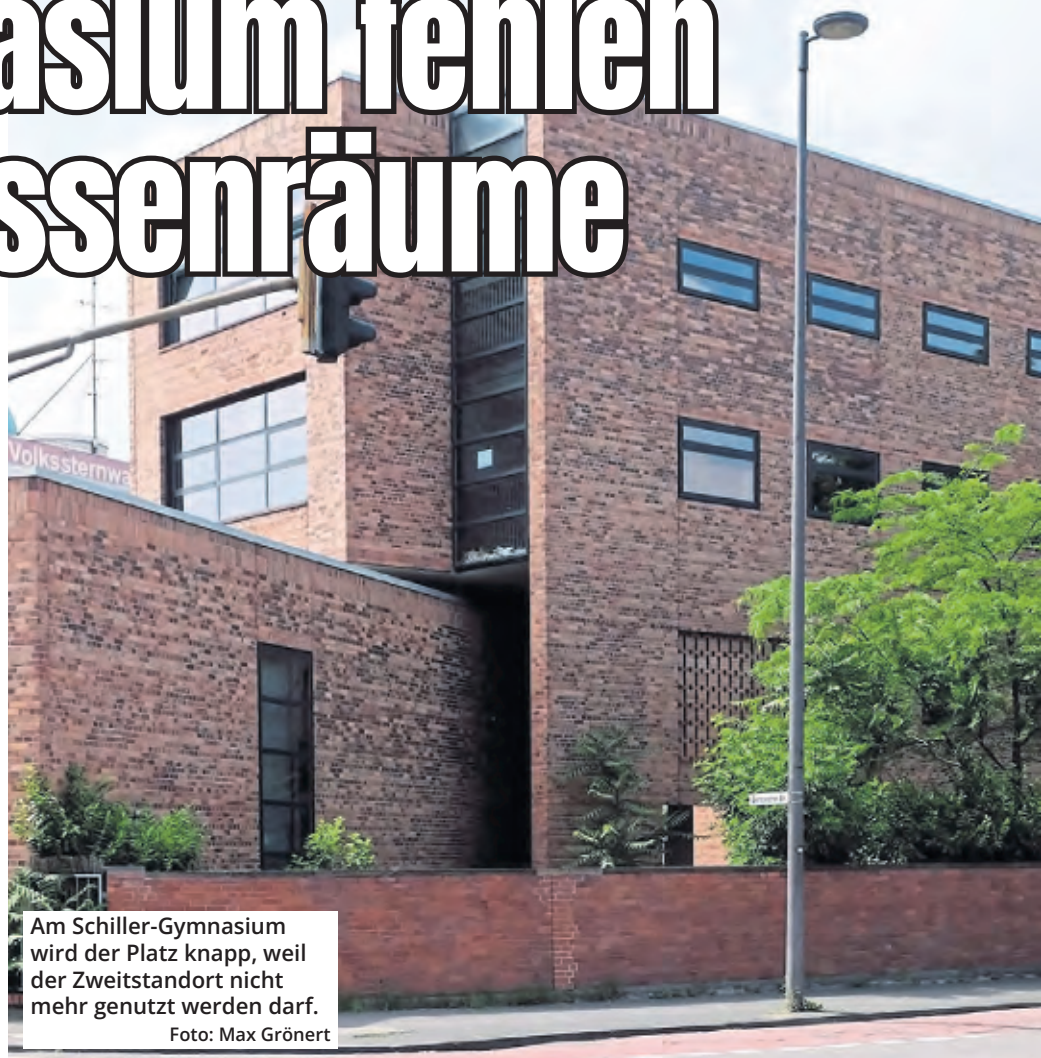 asium fehlen
ssenräume
Volkssternwa
Am Schiller-Gymnasium
wird der Platz knapp, weil
der Zweitstandort nicht
mehr genutzt werden darf.
Foto: Max Grönert